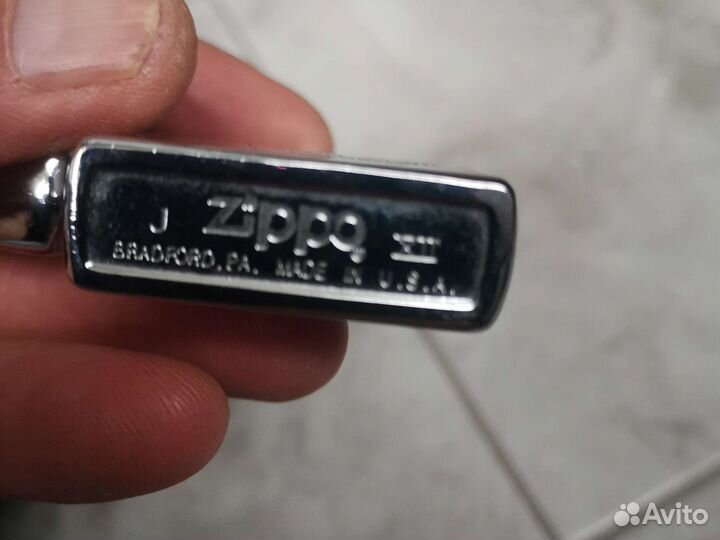 J Zippo XII
BRADFORD, PA. MADE IN U.S.A.
Avito